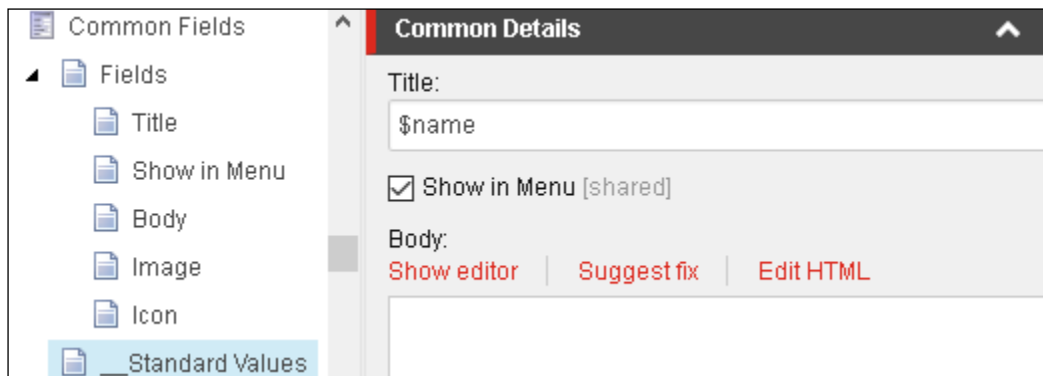 Common Fields
Fields
Title
Show in Menu
Body
Image
Icon
__Standard Values
Common Details
Title:
$name
Show in Menu [shared]
Body:
Show editor Suggest fix Edit HTML